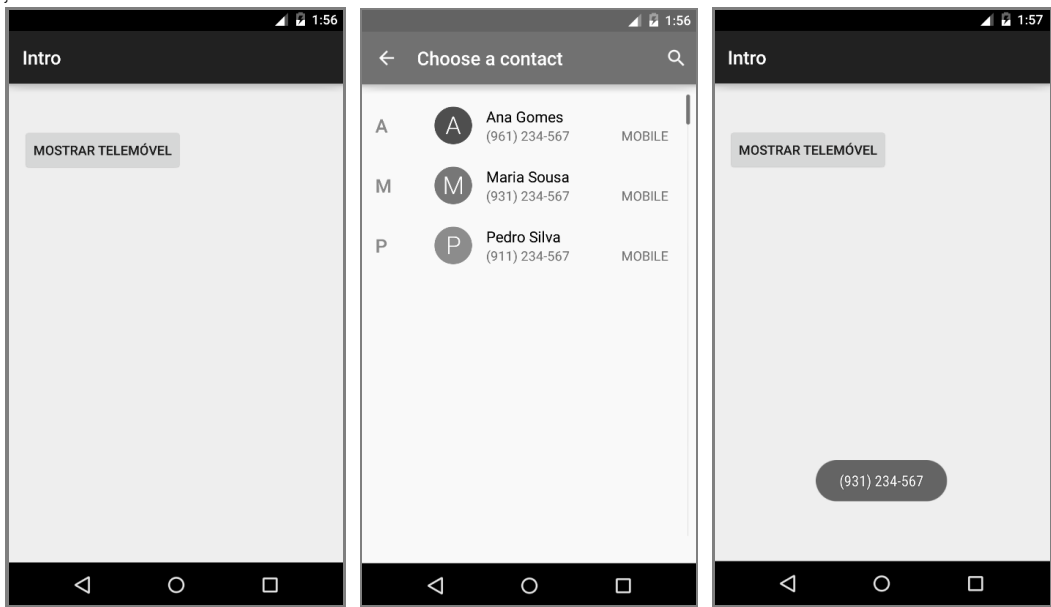 1:56
Intro
MOSTRAR TELEMÓVEL
1:56
Choose a contact
A
A
Ana Gomes
(961) 234-567
MOBILE
M
M
Maria Sousa
(931) 234-567
MOBILE
P
P
Pedro Silva
(911) 234-567
MOBILE
1:57
Intro
MOSTRAR TELEMÓVEL
(931) 234-567